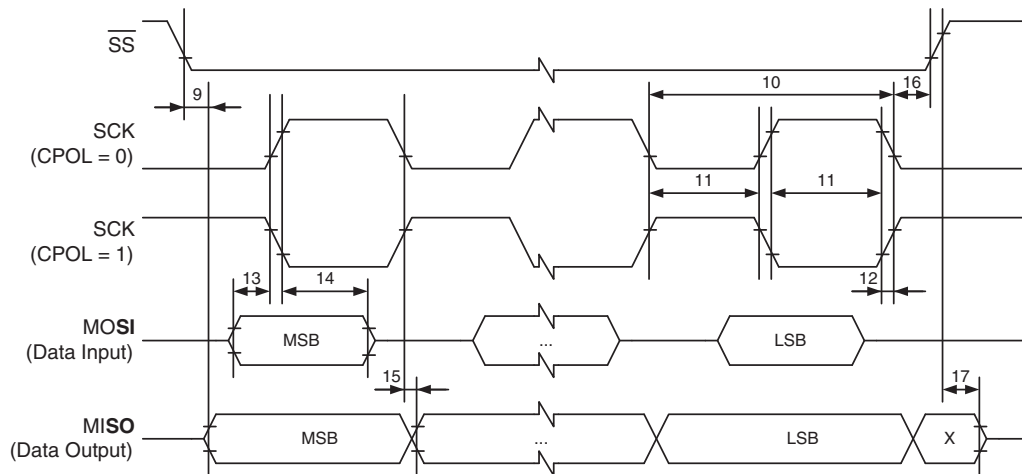 SS
9
10
16
SCK
(CPOL = 0)
11
11
SCK
(CPOL = 1)
13
14
12
MOSI
(Data Input)
MSB
...
LSB
15
17
MISO
(Data Output)
MSB
...
LSB
X